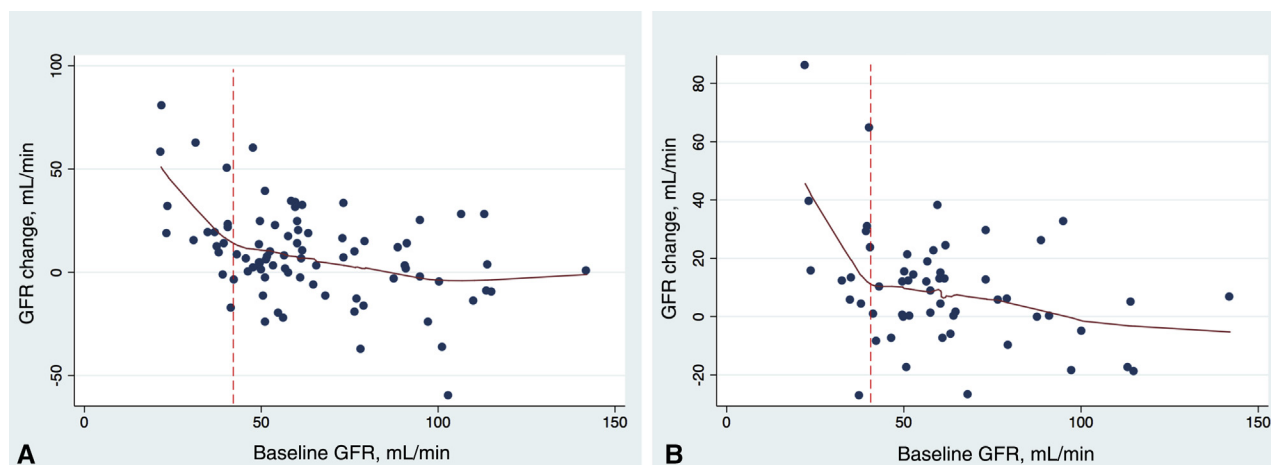 100
50
0
-50
GFR change, mL/min
0 50 100 150
Baseline GFR, mL/min
A
80
60
40
20
0
-20
GFR change, mL/min
0 50 100 150
Baseline GFR, mL/min
B